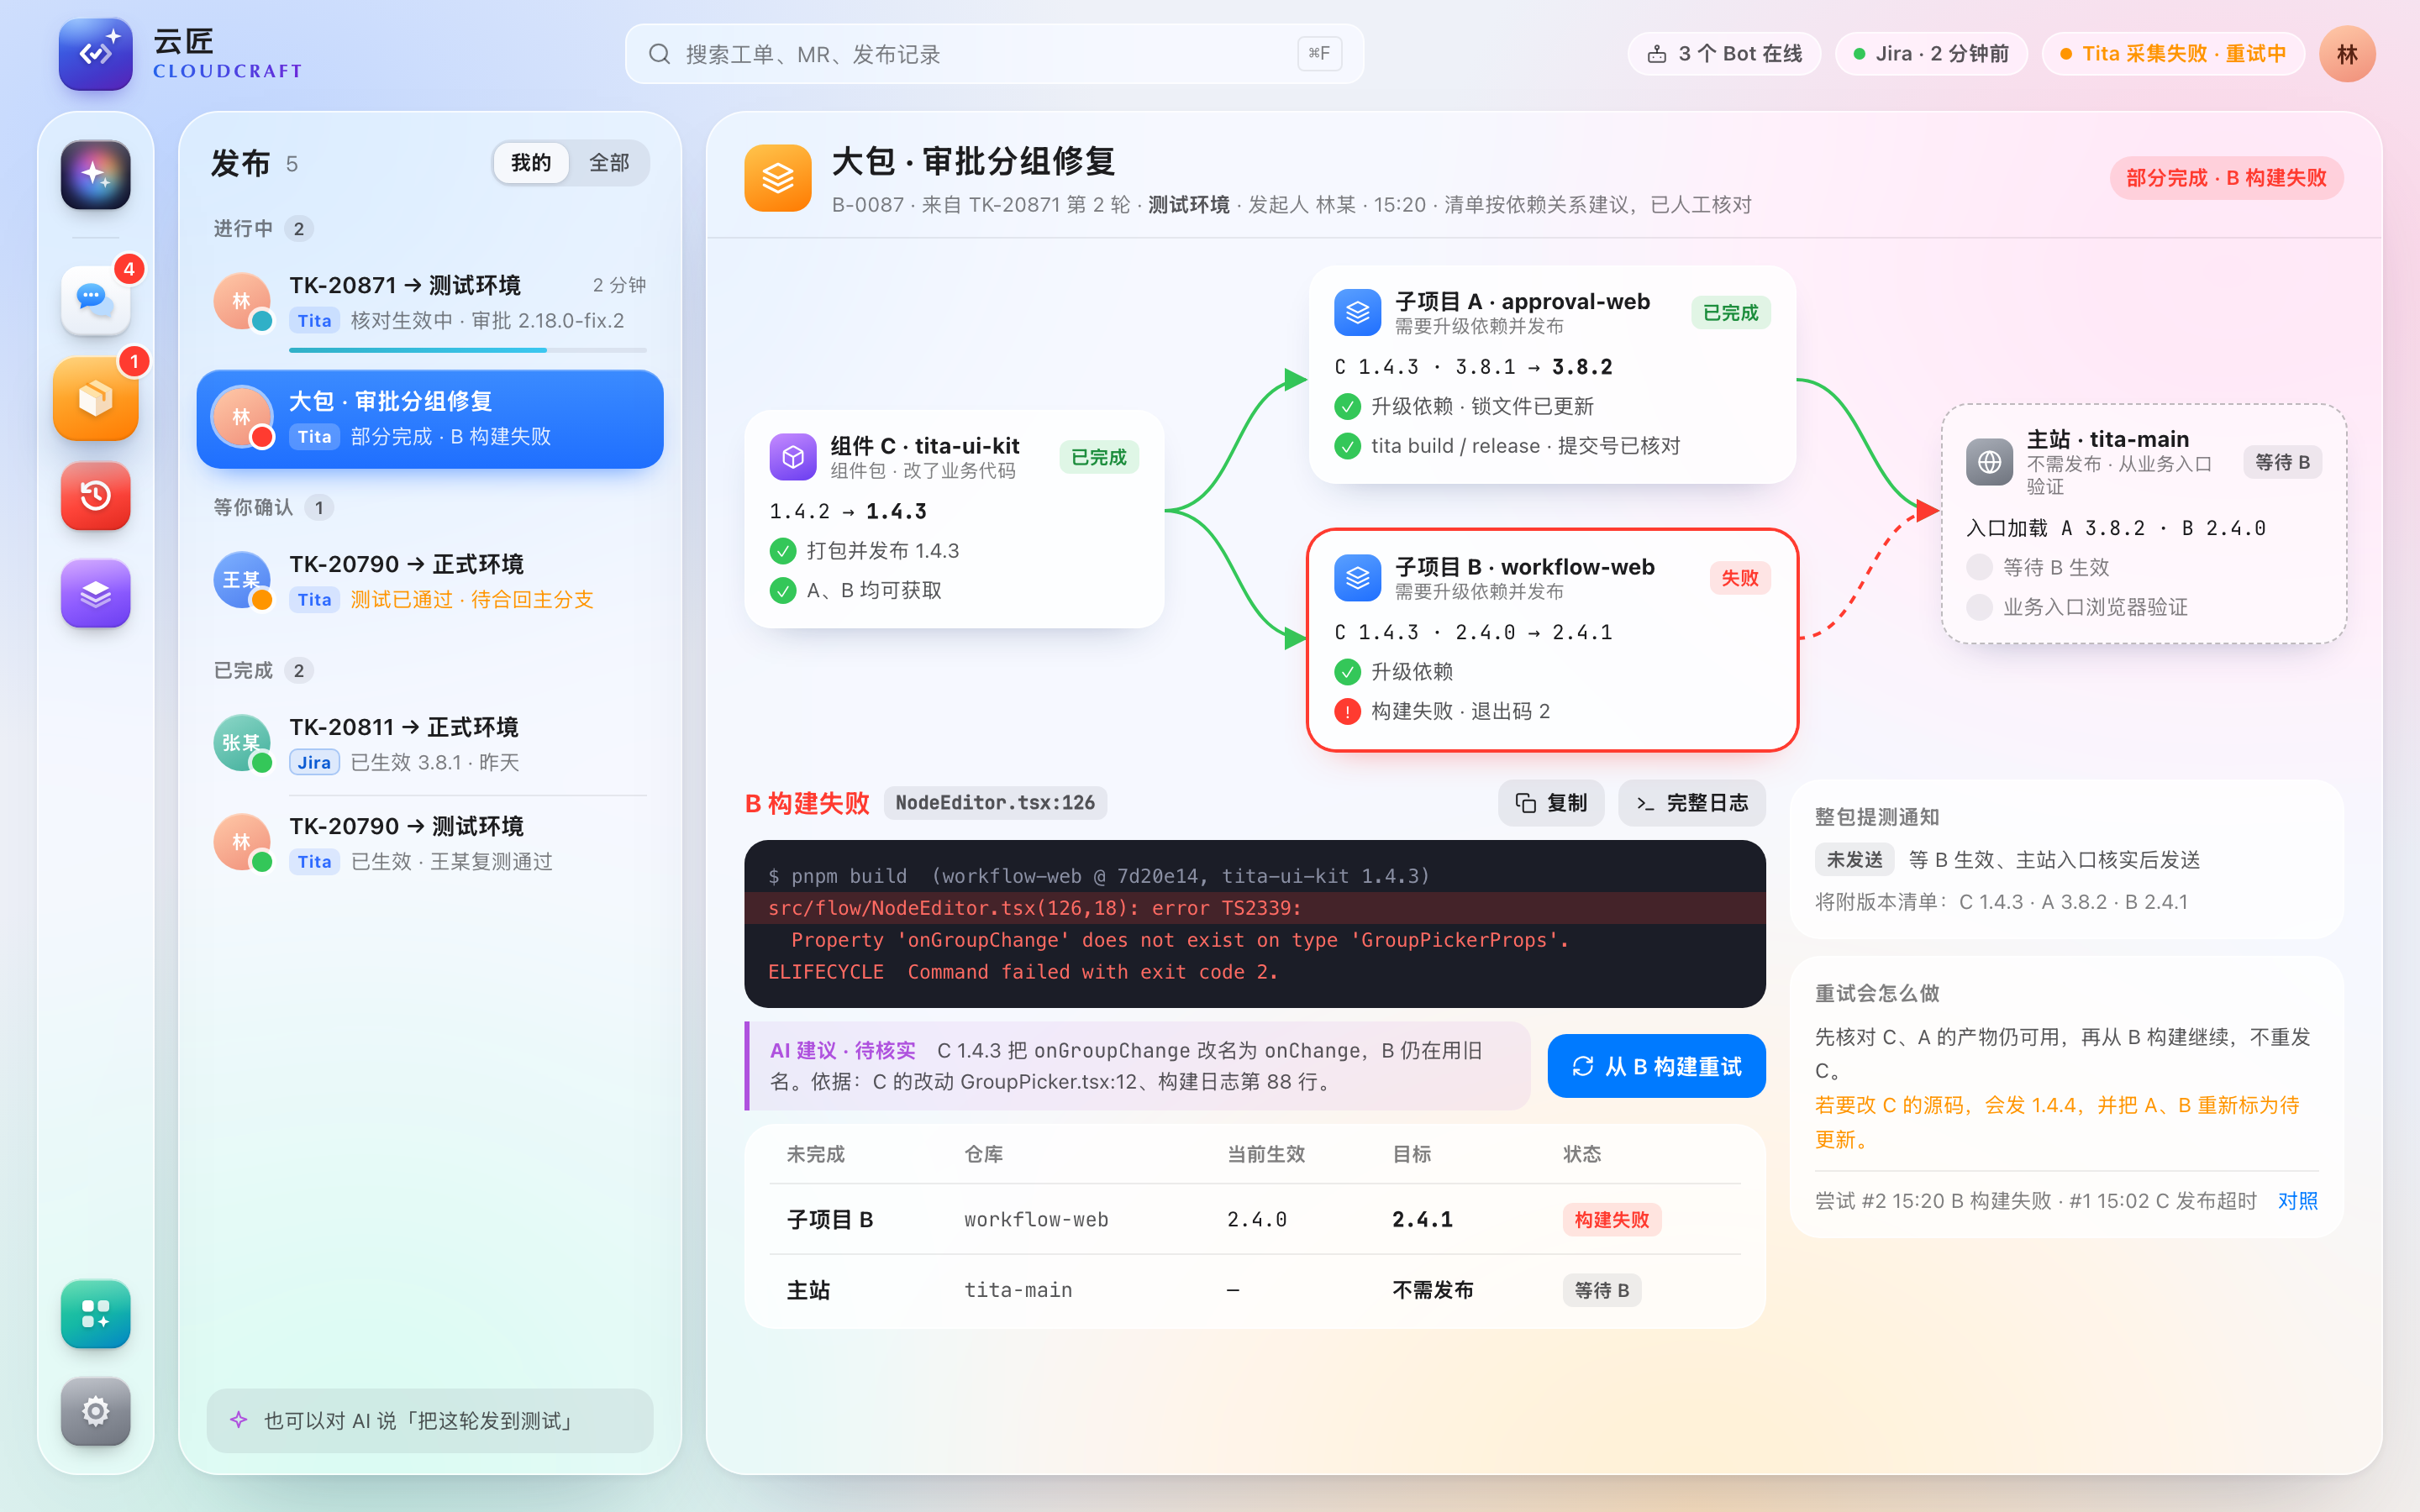 云匠
CLOUDCRAFT
搜索工单、MR、发布记录
⌘F
3 个 Bot 在线
Jira · 2 分钟前
Tita 采集失败 · 重试中
林
4
1
发布 5
我的
全部
进行中 2
林
TK-20871 → 测试环境
2 分钟
Tita 核对生效中 · 审批 2.18.0-fix.2
林
大包 · 审批分组修复
Tita 部分完成 · B 构建失败
等你确认 1
王某
TK-20790 → 正式环境
Tita 测试已通过 · 待合回主分支
已完成 2
张某
TK-20811 → 正式环境
Jira 已生效 3.8.1 · 昨天
林
TK-20790 → 测试环境
Tita 已生效 · 王某复测通过
也可以对 AI 说「把这轮发到测试」
大包 · 审批分组修复
B-0087 · 来自 TK-20871 第 2 轮 · 测试环境 · 发起人 林某 · 15:20 · 清单按依赖关系建议，已人工核对
部分完成 · B 构建失败
组件 C · tita-ui-kit
组件包 · 改了业务代码
已完成
1.4.2 → 1.4.3
打包并发布 1.4.3
A、B 均可获取
子项目 A · approval-web
需要升级依赖并发布
已完成
C 1.4.3 · 3.8.1 → 3.8.2
升级依赖 · 锁文件已更新
tita build / release · 提交号已核对
子项目 B · workflow-web
需要升级依赖并发布
失败
C 1.4.3 · 2.4.0 → 2.4.1
升级依赖
构建失败 · 退出码 2
主站 · tita-main
不需发布 · 从业务入口
验证
等待 B
入口加载 A 3.8.2 · B 2.4.0
等待 B 生效
业务入口浏览器验证
B 构建失败
NodeEditor.tsx:126
复制
完整日志
$ pnpm build (workflow-web @ 7d20e14, tita-ui-kit 1.4.3)
src/flow/NodeEditor.tsx(126,18): error TS2339:
Property 'onGroupChange' does not exist on type 'GroupPickerProps'.
ELIFECYCLE Command failed with exit code 2.
AI 建议 · 待核实 C 1.4.3 把 onGroupChange 改名为 onChange，B 仍在用旧
名。依据：C 的改动 GroupPicker.tsx:12、构建日志第 88 行。
从 B 构建重试
未完成 仓库 当前生效 目标 状态
子项目 B workflow-web 2.4.0 2.4.1 构建失败
主站 tita-main — 不需发布 等待 B
整包提测通知
未发送 等 B 生效、主站入口核实后发送
将附版本清单：C 1.4.3 · A 3.8.2 · B 2.4.1
重试会怎么做
先核对 C、A 的产物仍可用，再从 B 构建继续，不重发
C。
若要改 C 的源码，会发 1.4.4，并把 A、B 重新标为待
更新。
尝试 #2 15:20 B 构建失败 · #1 15:02 C 发布超时 对照